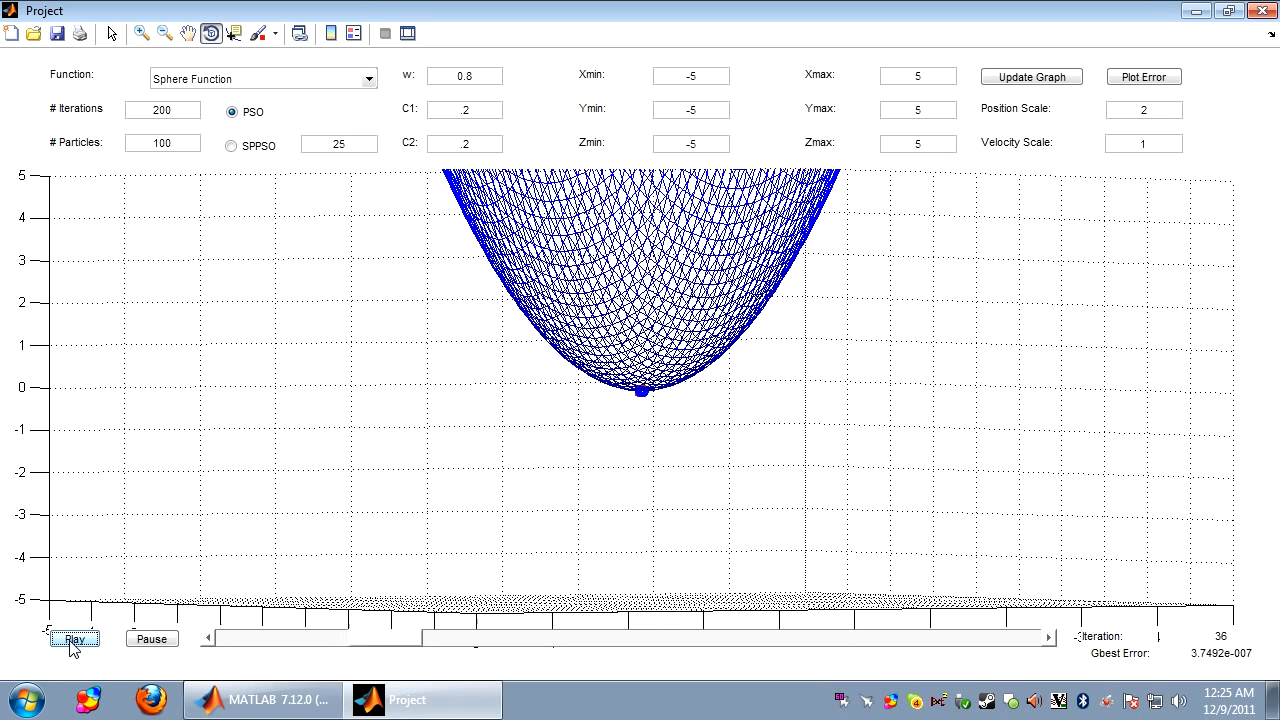 Project
Function: Sphere Function w: 0.8 Xmin: -5 Xmax: 5 Update Graph Plot Error
# Iterations 200 PSO C1: .2 Ymin: -5 Ymax: 5 Position Scale: 2
# Particles: 100 SPPSO 25 C2: .2 Zmin: -5 Zmax: 5 Velocity Scale: 1
5
4
3
2
1
0
-1
-2
-3
-4
-5
Play Pause Iteration: 36
Gbest Error: 3.7492e-007
MATLAB 7.12.0 (... Project 12:25 AM
12/9/2011